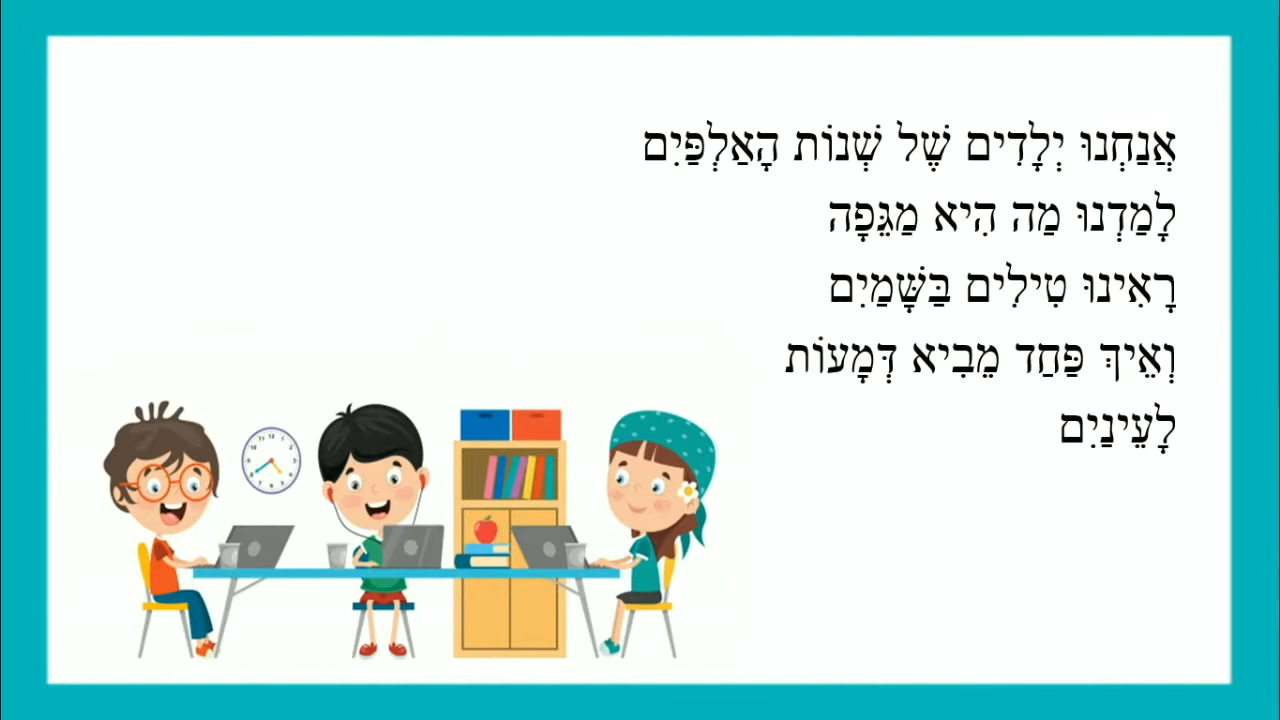 אֲנַחְנוּ יְלָדִים שֶׁל שְׁנוֹת הָאַלְפַּיִם
לָמַדְנוּ מַה הִיא מַגֵּפָה
רָאִינוּ טִילִים בַּשָּׁמַיִם
וְאֵיךְ פַּחַד מֵבִיא דְּמָעוֹת
לָעֵינַיִם